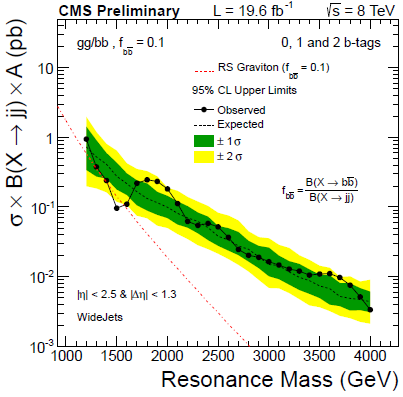 CMS Preliminary L = 19.6 fb⁻¹ √s = 8 TeV
gg/bb , f_bb̅ = 0.1 0, 1 and 2 b-tags
RS Graviton (f_bb̅ = 0.1)
95% CL Upper Limits
Observed
Expected
± 1 σ
± 2 σ
f_bb̅ = B(X → bb̅) / B(X → jj)
|η| < 2.5 & |Δη| < 1.3
WideJets
σ × B(X → jj) × A (pb)
10
1
10⁻¹
10⁻²
10⁻³
1000 1500 2000 2500 3000 3500 4000
Resonance Mass (GeV)